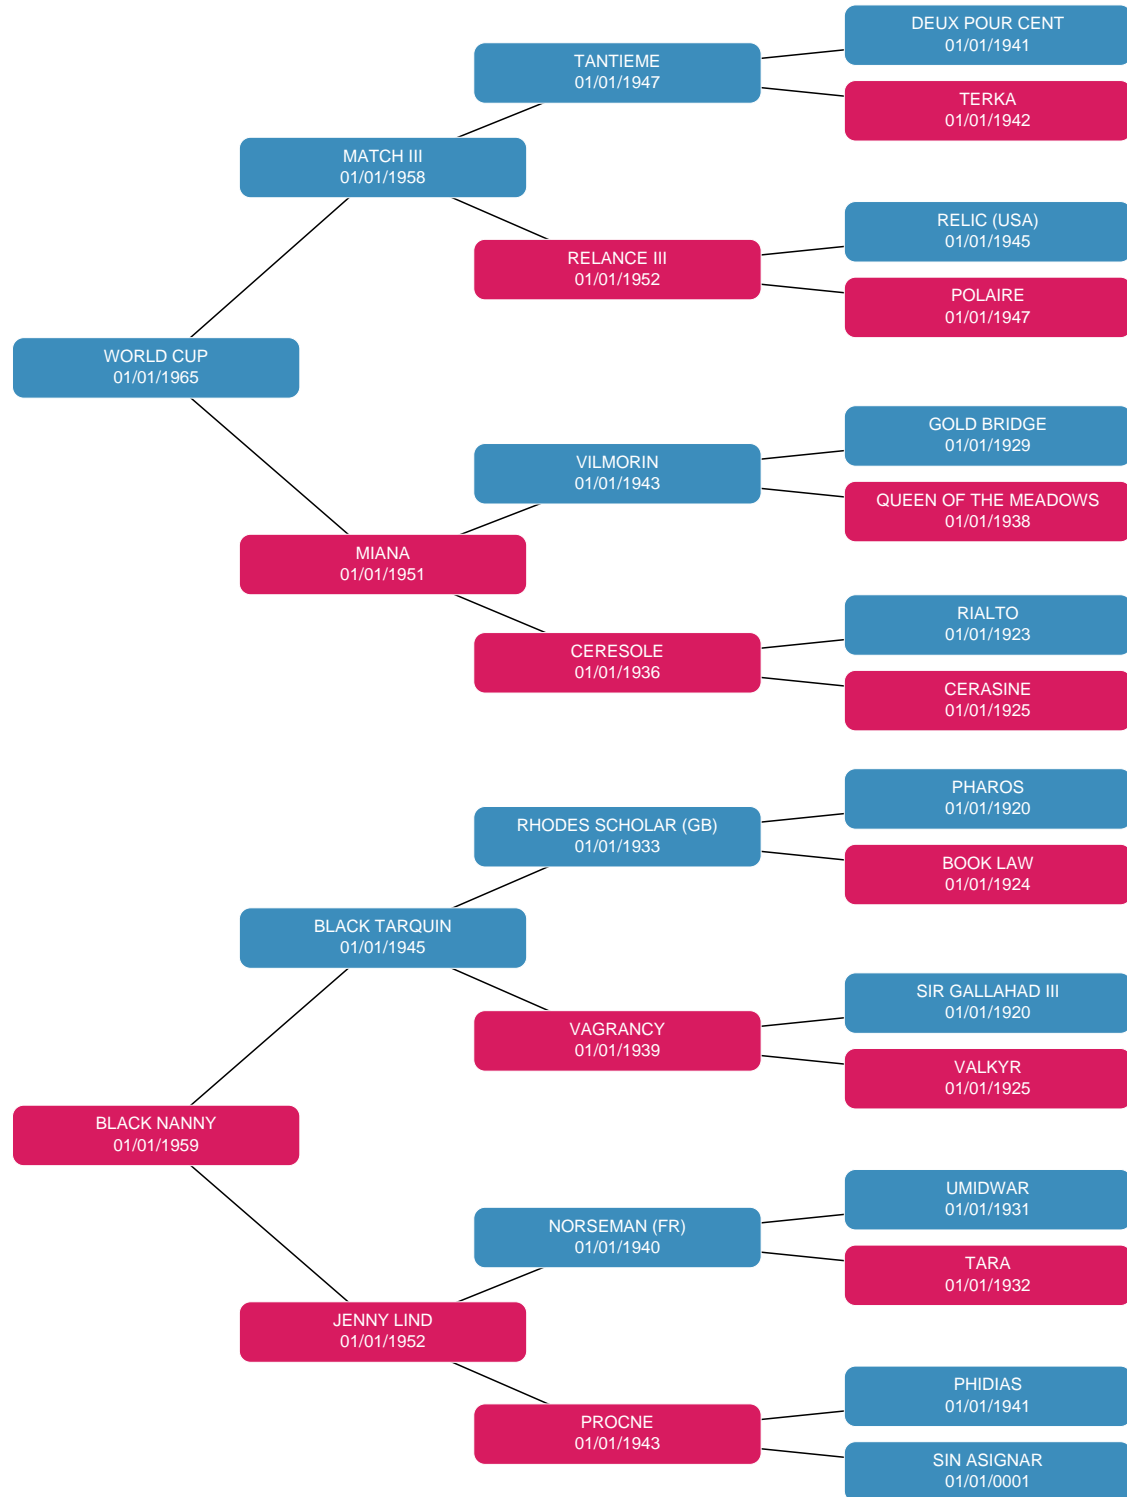 DEUX POUR CENT
01/01/1941
TANTIEME
01/01/1947
TERKA
01/01/1942
MATCH III
01/01/1958
RELIC (USA)
01/01/1945
RELANCE III
01/01/1952
POLAIRE
01/01/1947
WORLD CUP
01/01/1965
GOLD BRIDGE
01/01/1929
VILMORIN
01/01/1943
QUEEN OF THE MEADOWS
01/01/1938
MIANA
01/01/1951
RIALTO
01/01/1923
CERESOLE
01/01/1936
CERASINE
01/01/1925
PHAROS
01/01/1920
RHODES SCHOLAR (GB)
01/01/1933
BOOK LAW
01/01/1924
BLACK TARQUIN
01/01/1945
SIR GALLAHAD III
01/01/1920
VAGRANCY
01/01/1939
VALKYR
01/01/1925
BLACK NANNY
01/01/1959
UMIDWAR
01/01/1931
NORSEMAN (FR)
01/01/1940
TARA
01/01/1932
JENNY LIND
01/01/1952
PHIDIAS
01/01/1941
PROCNE
01/01/1943
SIN ASIGNAR
01/01/0001